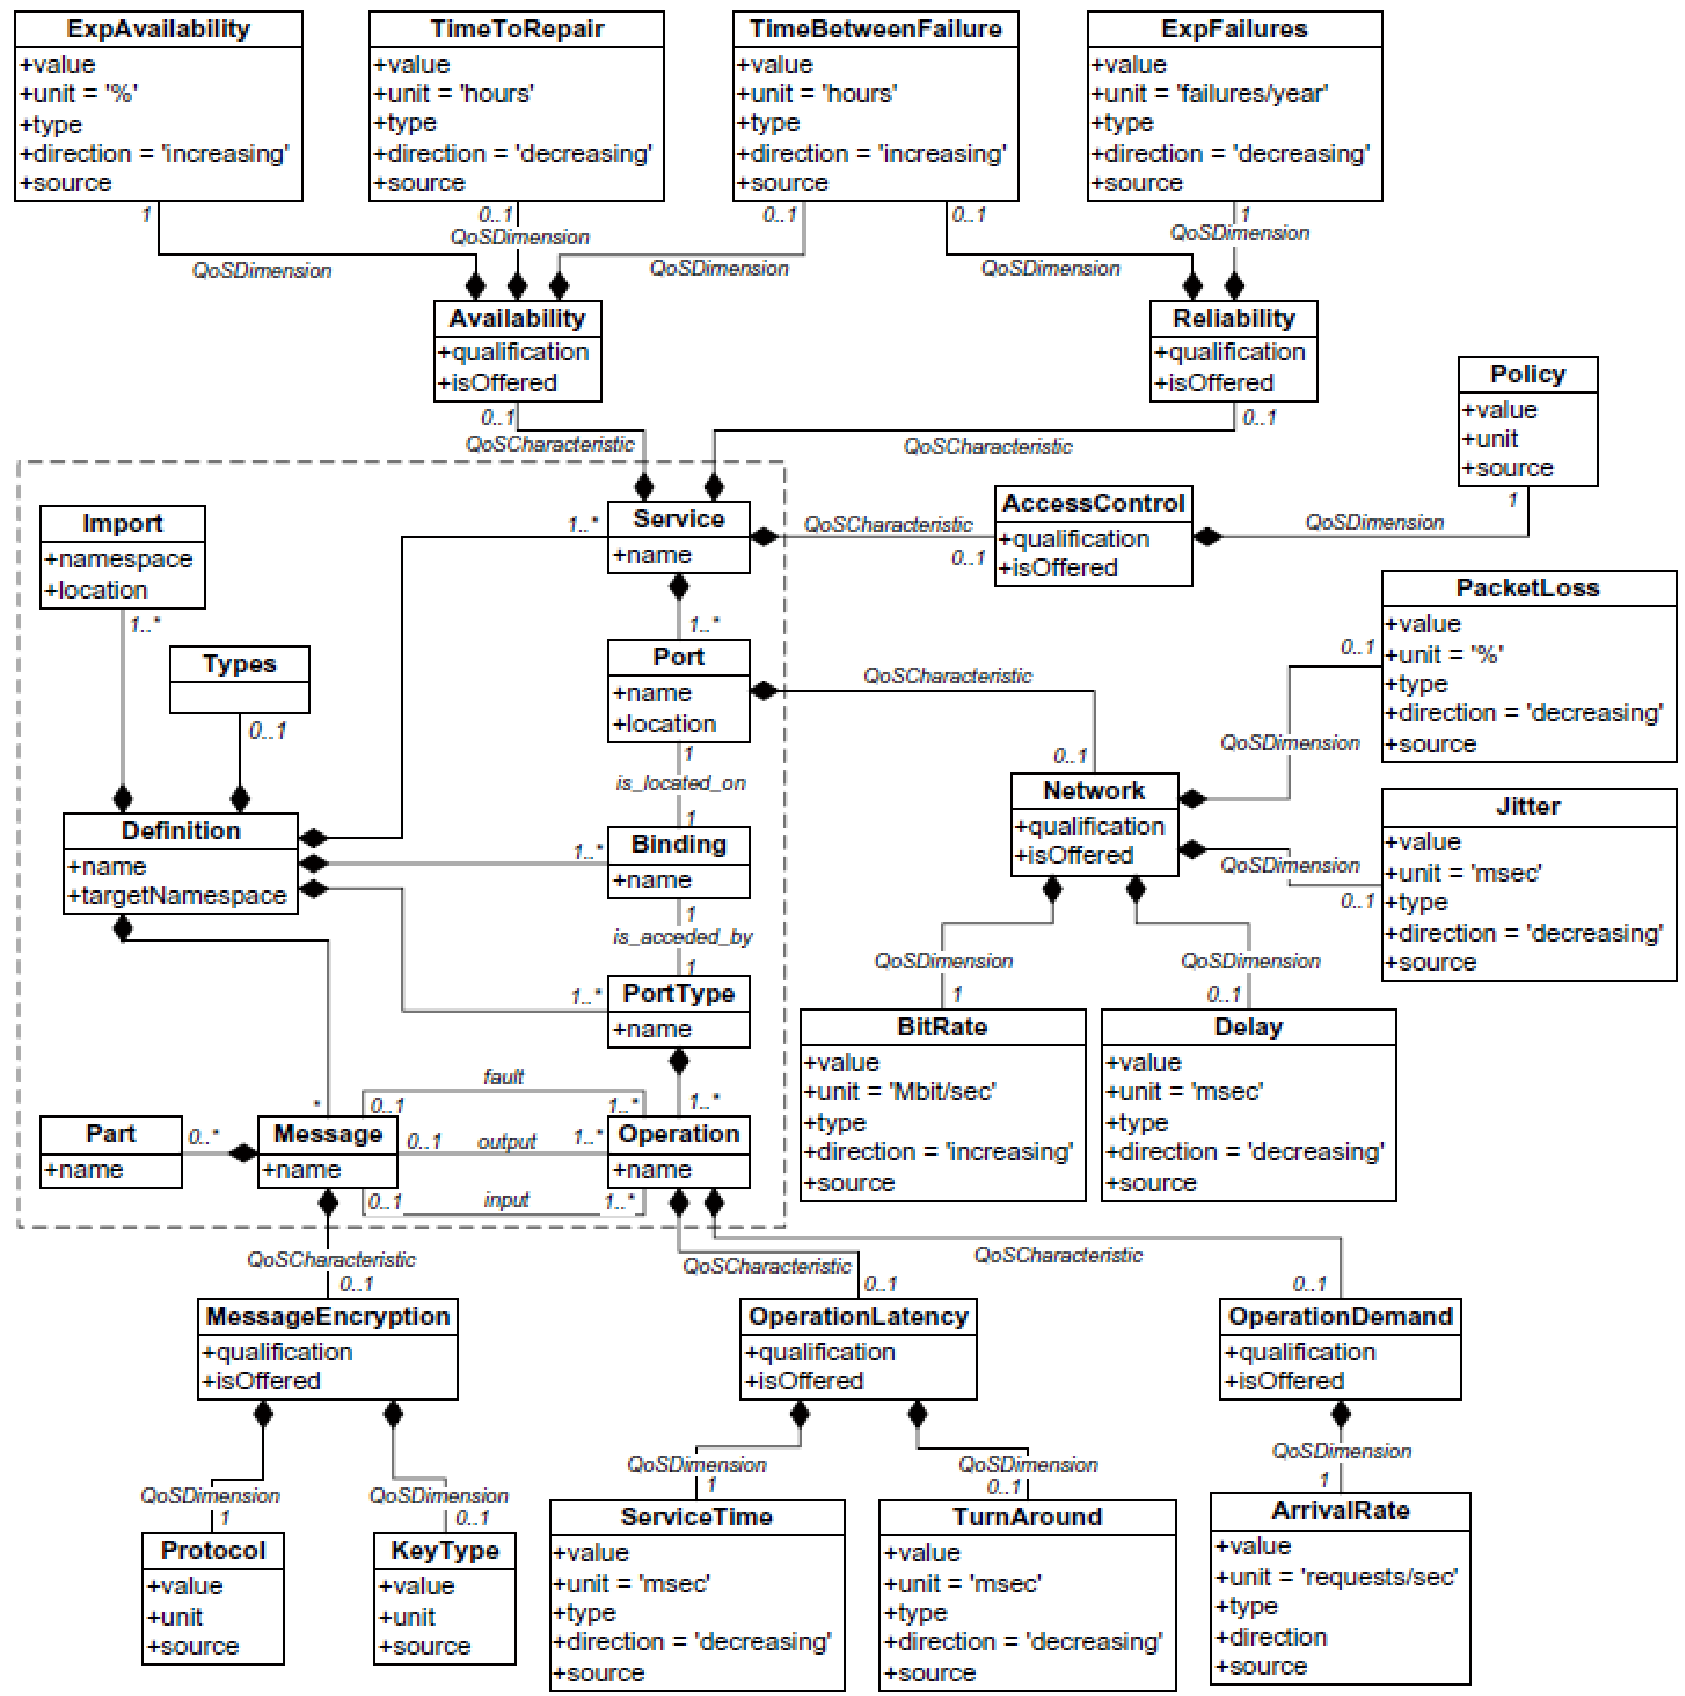 ExpAvailability
+value
+unit = '%'
+type
+direction = 'increasing'
+source
TimeToRepair
+value
+unit = 'hours'
+type
+direction = 'decreasing'
+source
TimeBetweenFailure
+value
+unit = 'hours'
+type
+direction = 'increasing'
+source
ExpFailures
+value
+unit = 'failures/year'
+type
+direction = 'decreasing'
+source
1
0..1
0..1
0..1
1
QoSDimension
QoSDimension
QoSDimension
QoSDimension
QoSDimension
Availability
+qualification
+isOffered
Reliability
+qualification
+isOffered
0..1
QoSCharacteristic
0..1
QoSCharacteristic
Policy
+value
+unit
+source
1
Import
+namespace
+location
1..*
Types
0..1
1..*
Service
+name
QoSCharacteristic
0..1
AccessControl
+qualification
+isOffered
QoSDimension
1..*
Port
+name
+location
QoSCharacteristic
0..1
1
is_located_on
1
PacketLoss
+value
+unit = '%'
+type
+direction = 'decreasing'
+source
0..1
QoSDimension
Definition
+name
+targetNamespace
1..*
Binding
+name
1
is_acceded_by
1
Network
+qualification
+isOffered
QoSDimension
0..1
Jitter
+value
+unit = 'msec'
+type
+direction = 'decreasing'
+source
1..*
PortType
+name
QoSDimension
1
QoSDimension
0..1
BitRate
+value
+unit = 'Mbit/sec'
+type
+direction = 'increasing'
+source
Delay
+value
+unit = 'msec'
+type
+direction = 'decreasing'
+source
fault
0..1
1..*
1..*
*
Part
+name
0..*
Message
+name
0..1
output
1..*
Operation
+name
0..1
input
1..*
QoSCharacteristic
0..1
QoSCharacteristic
0..1
QoSCharacteristic
0..1
MessageEncryption
+qualification
+isOffered
OperationLatency
+qualification
+isOffered
OperationDemand
+qualification
+isOffered
QoSDimension
1
QoSDimension
0..1
QoSDimension
1
QoSDimension
0..1
QoSDimension
1
Protocol
+value
+unit
+source
KeyType
+value
+unit
+source
ServiceTime
+value
+unit = 'msec'
+type
+direction = 'decreasing'
+source
TurnAround
+value
+unit = 'msec'
+type
+direction = 'decreasing'
+source
ArrivalRate
+value
+unit = 'requests/sec'
+type
+direction
+source